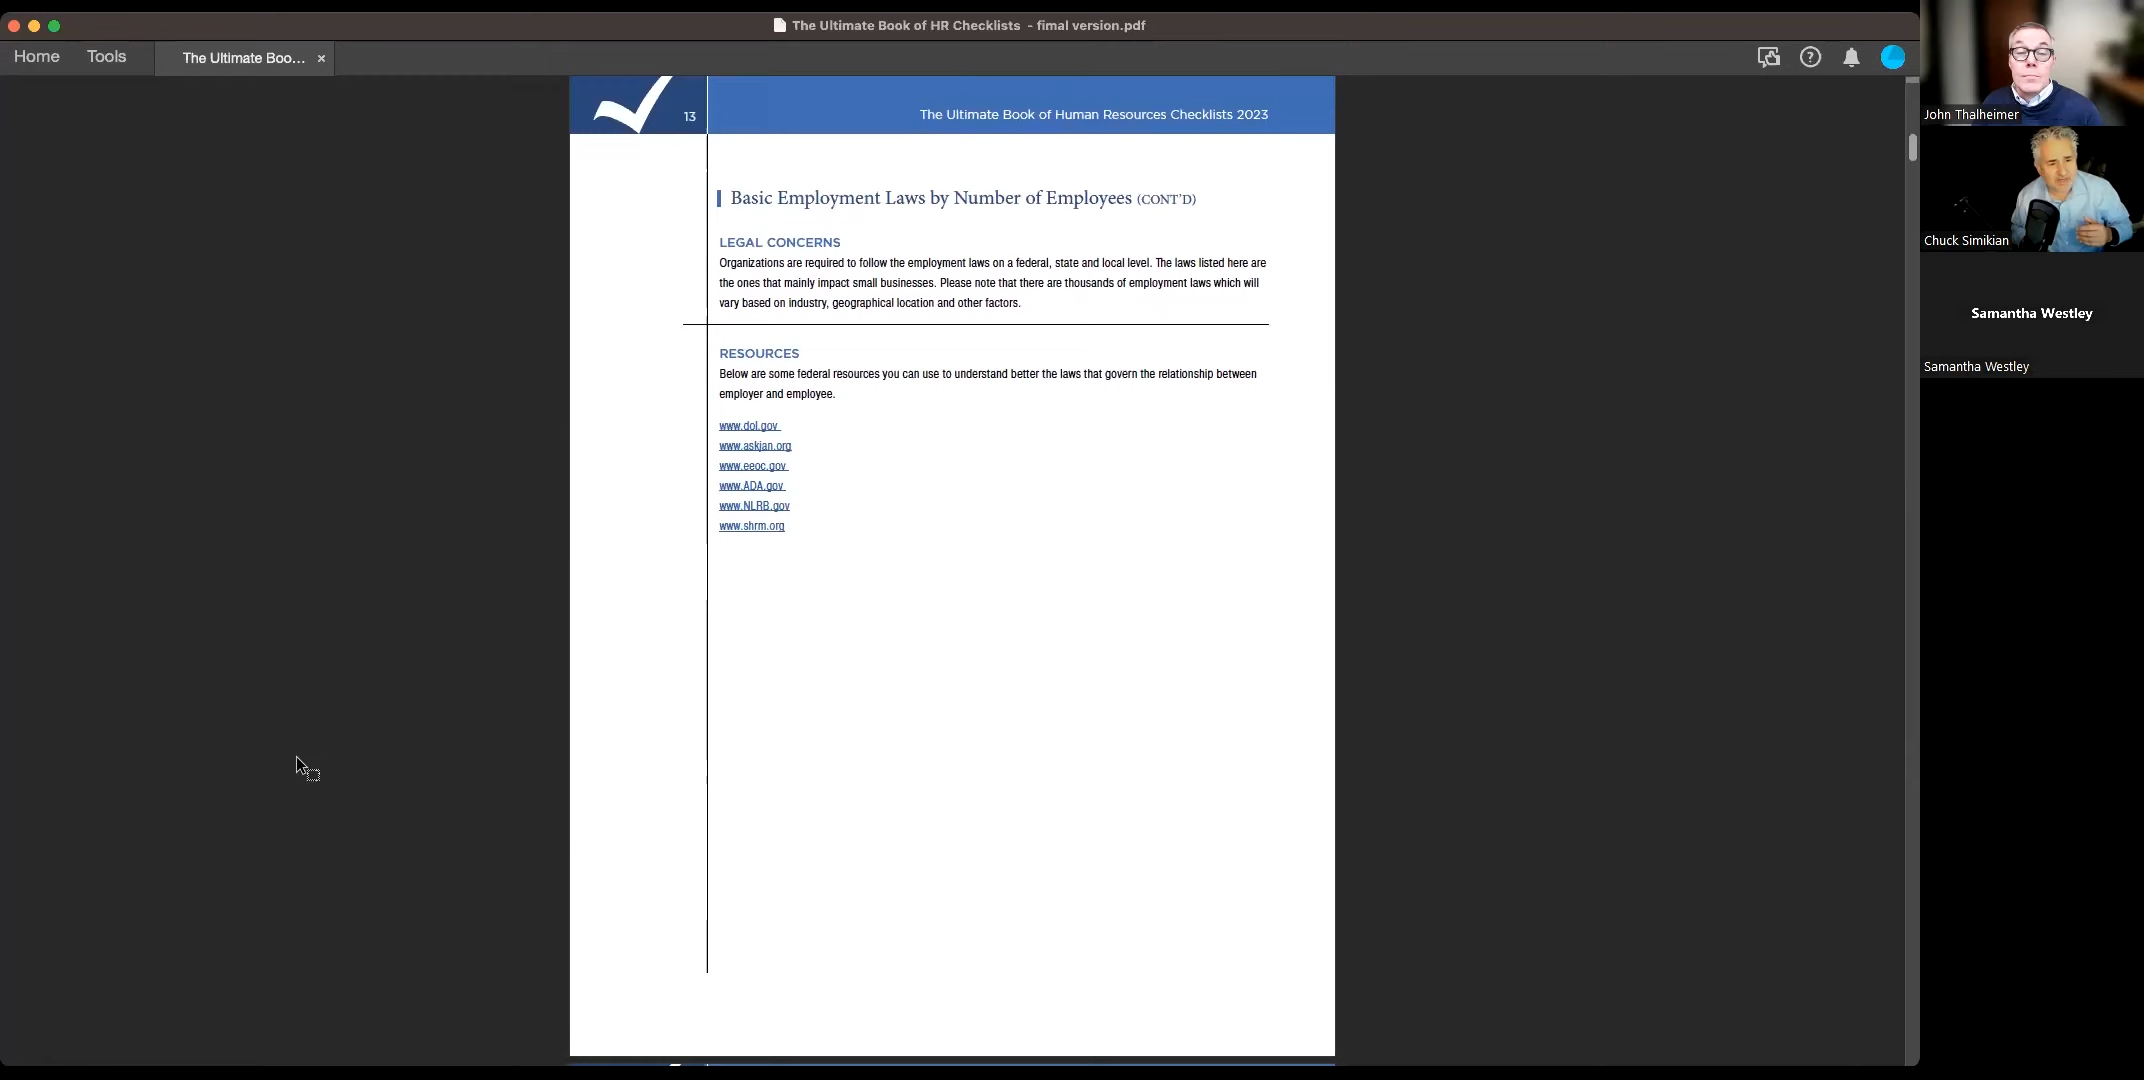 The Ultimate Book of HR Checklists - fimal version.pdf
Home
Tools
The Ultimate Boo... ×
13
The Ultimate Book of Human Resources Checklists 2023
Basic Employment Laws by Number of Employees (CONT'D)
LEGAL CONCERNS
Organizations are required to follow the employment laws on a federal, state and local level. The laws listed here are
the ones that mainly impact small businesses. Please note that there are thousands of employment laws which will
vary based on industry, geographical location and other factors.
RESOURCES
Below are some federal resources you can use to understand better the laws that govern the relationship between
employer and employee.
www.dol.gov
www.askjan.org
www.eeoc.gov
www.ADA.gov
www.NLRB.gov
www.shrm.org
John Thalheimer
Chuck Simikian
Samantha Westley
Samantha Westley